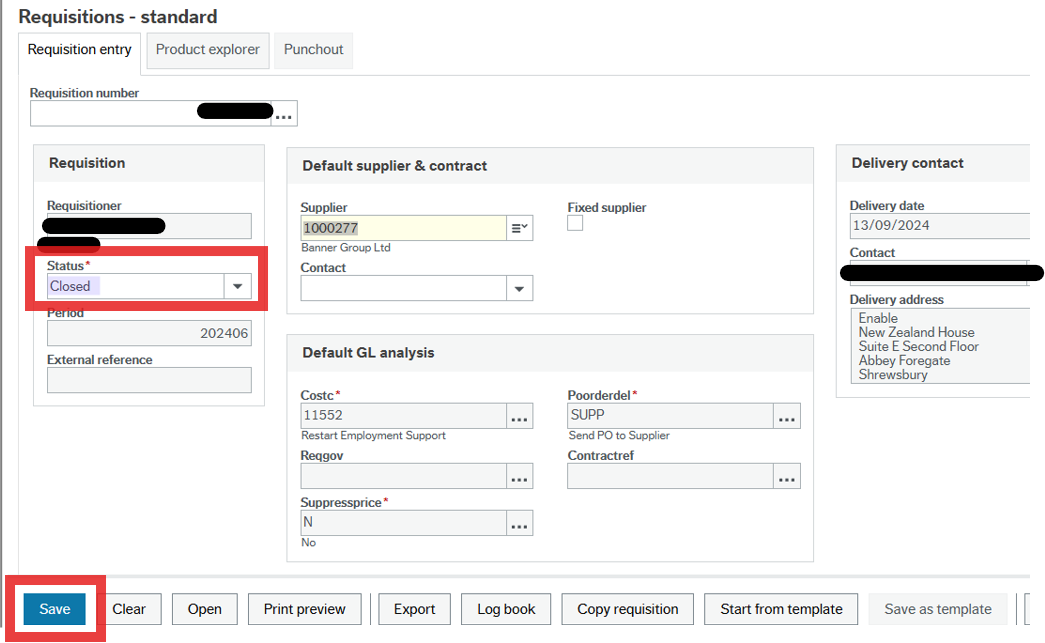 Requisitions - standard
Requisition entry
Product explorer
Punchout
Requisition number
...
Requisition
Requisitioner
Status*
Closed
Period
202406
External reference
Default supplier & contract
Supplier
1000277
Banner Group Ltd
Fixed supplier
Contact
Default GL analysis
Costc*
11552
...
Restart Employment Support
Poorderdel*
SUPP
...
Send PO to Supplier
Reqgov
...
Contractref
...
Suppressprice*
N
...
No
Delivery contact
Delivery date
13/09/2024
Contact
Delivery address
Enable
New Zealand House
Suite E Second Floor
Abbey Foregate
Shrewsbury
Save
Clear
Open
Print preview
Export
Log book
Copy requisition
Start from template
Save as template